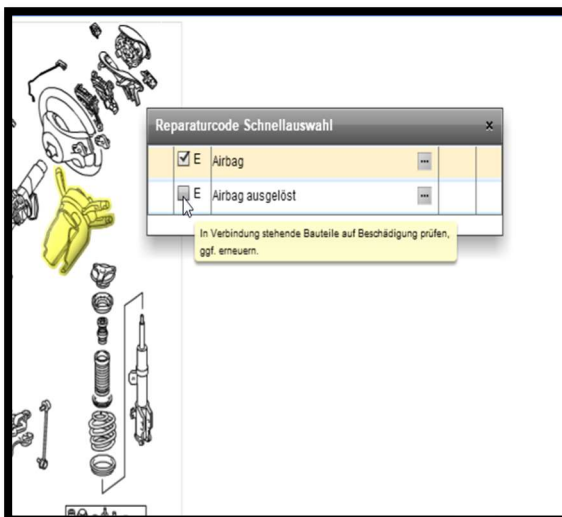 Reparaturcode Schnellauswahl x
E Airbag ...
E Airbag ausgelöst ...
In Verbindung stehende Bauteile auf Beschädigung prüfen,
ggf. erneuern.